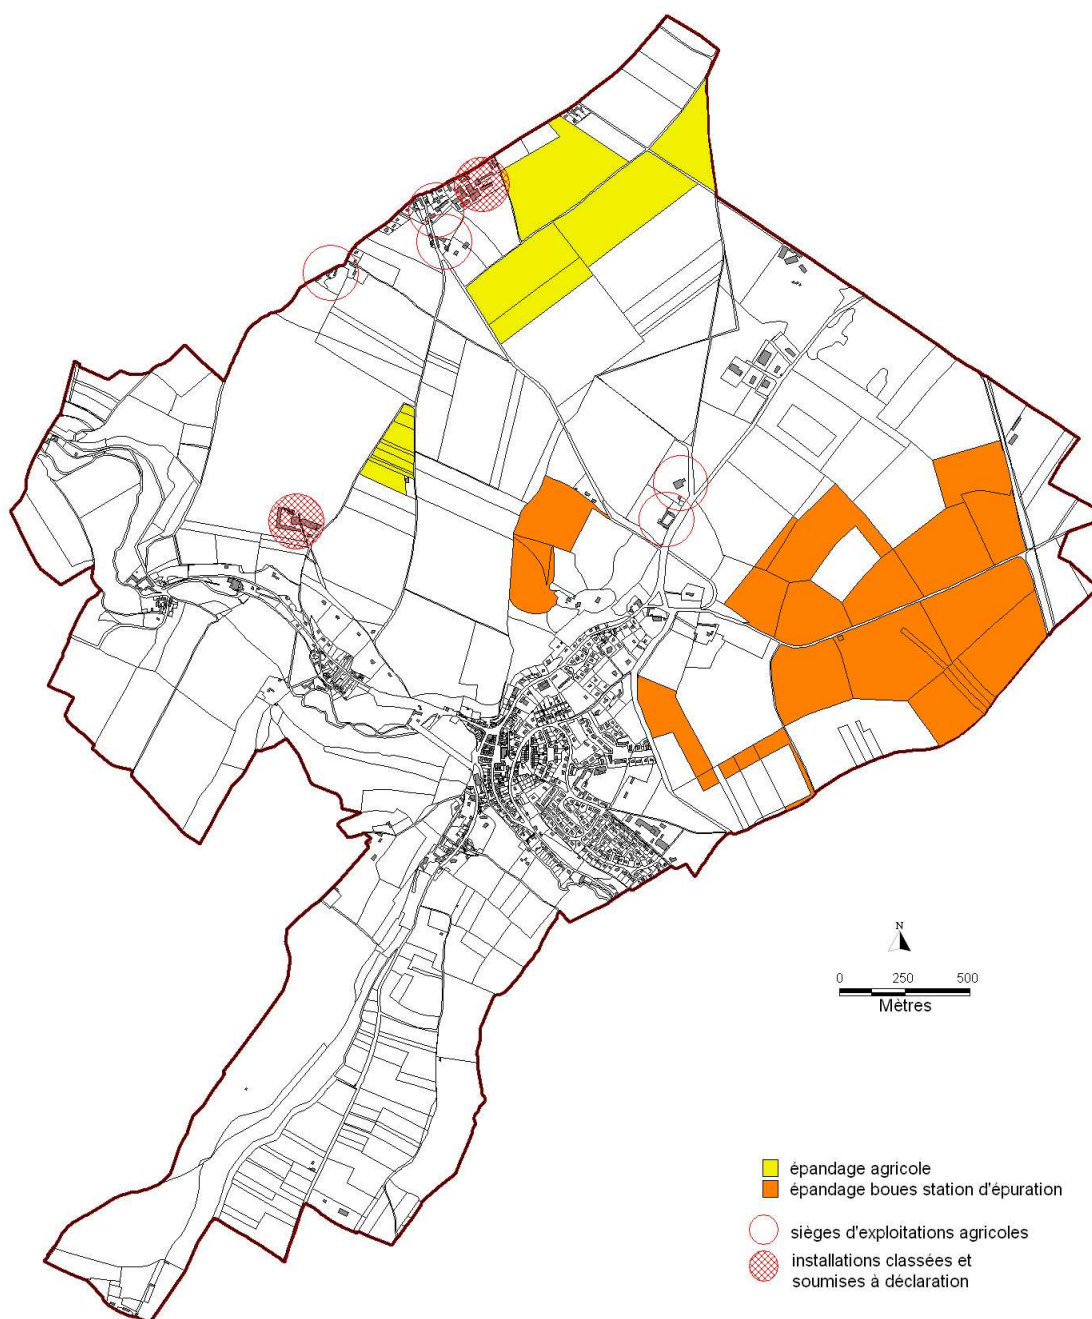 N
0 250 500
Mètres
épandage agricole
épandage boues station d'épuration
sièges d'exploitations agricoles
installations classées et
soumises à déclaration